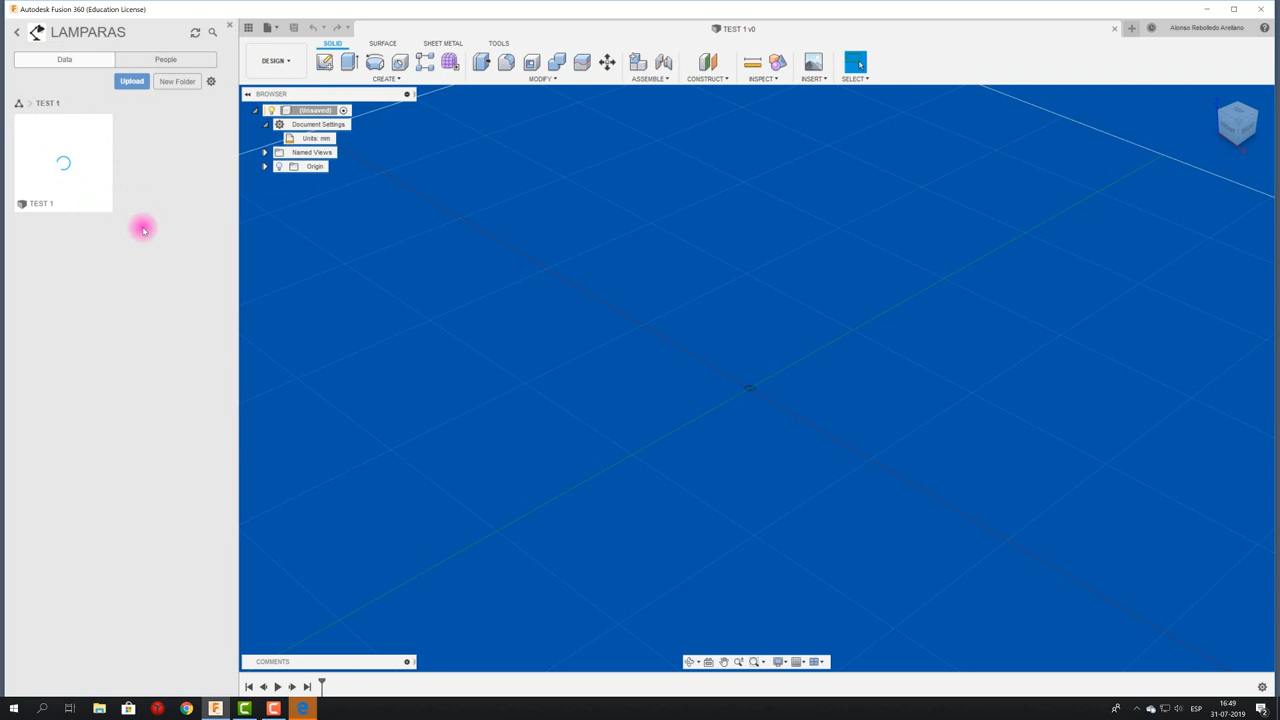 Autodesk Fusion 360 (Education License)
LAMPARAS
Data
People
Upload
New Folder
TEST 1
TEST 1
TEST 1 v0
Alonso Rebolledo Arellano
DESIGN
SOLID
SURFACE
SHEET METAL
TOOLS
CREATE
MODIFY
ASSEMBLE
CONSTRUCT
INSPECT
INSERT
SELECT
BROWSER
(Unsaved)
Document Settings
Units: mm
Named Views
Origin
COMMENTS
ESP
16:49
31-07-2019